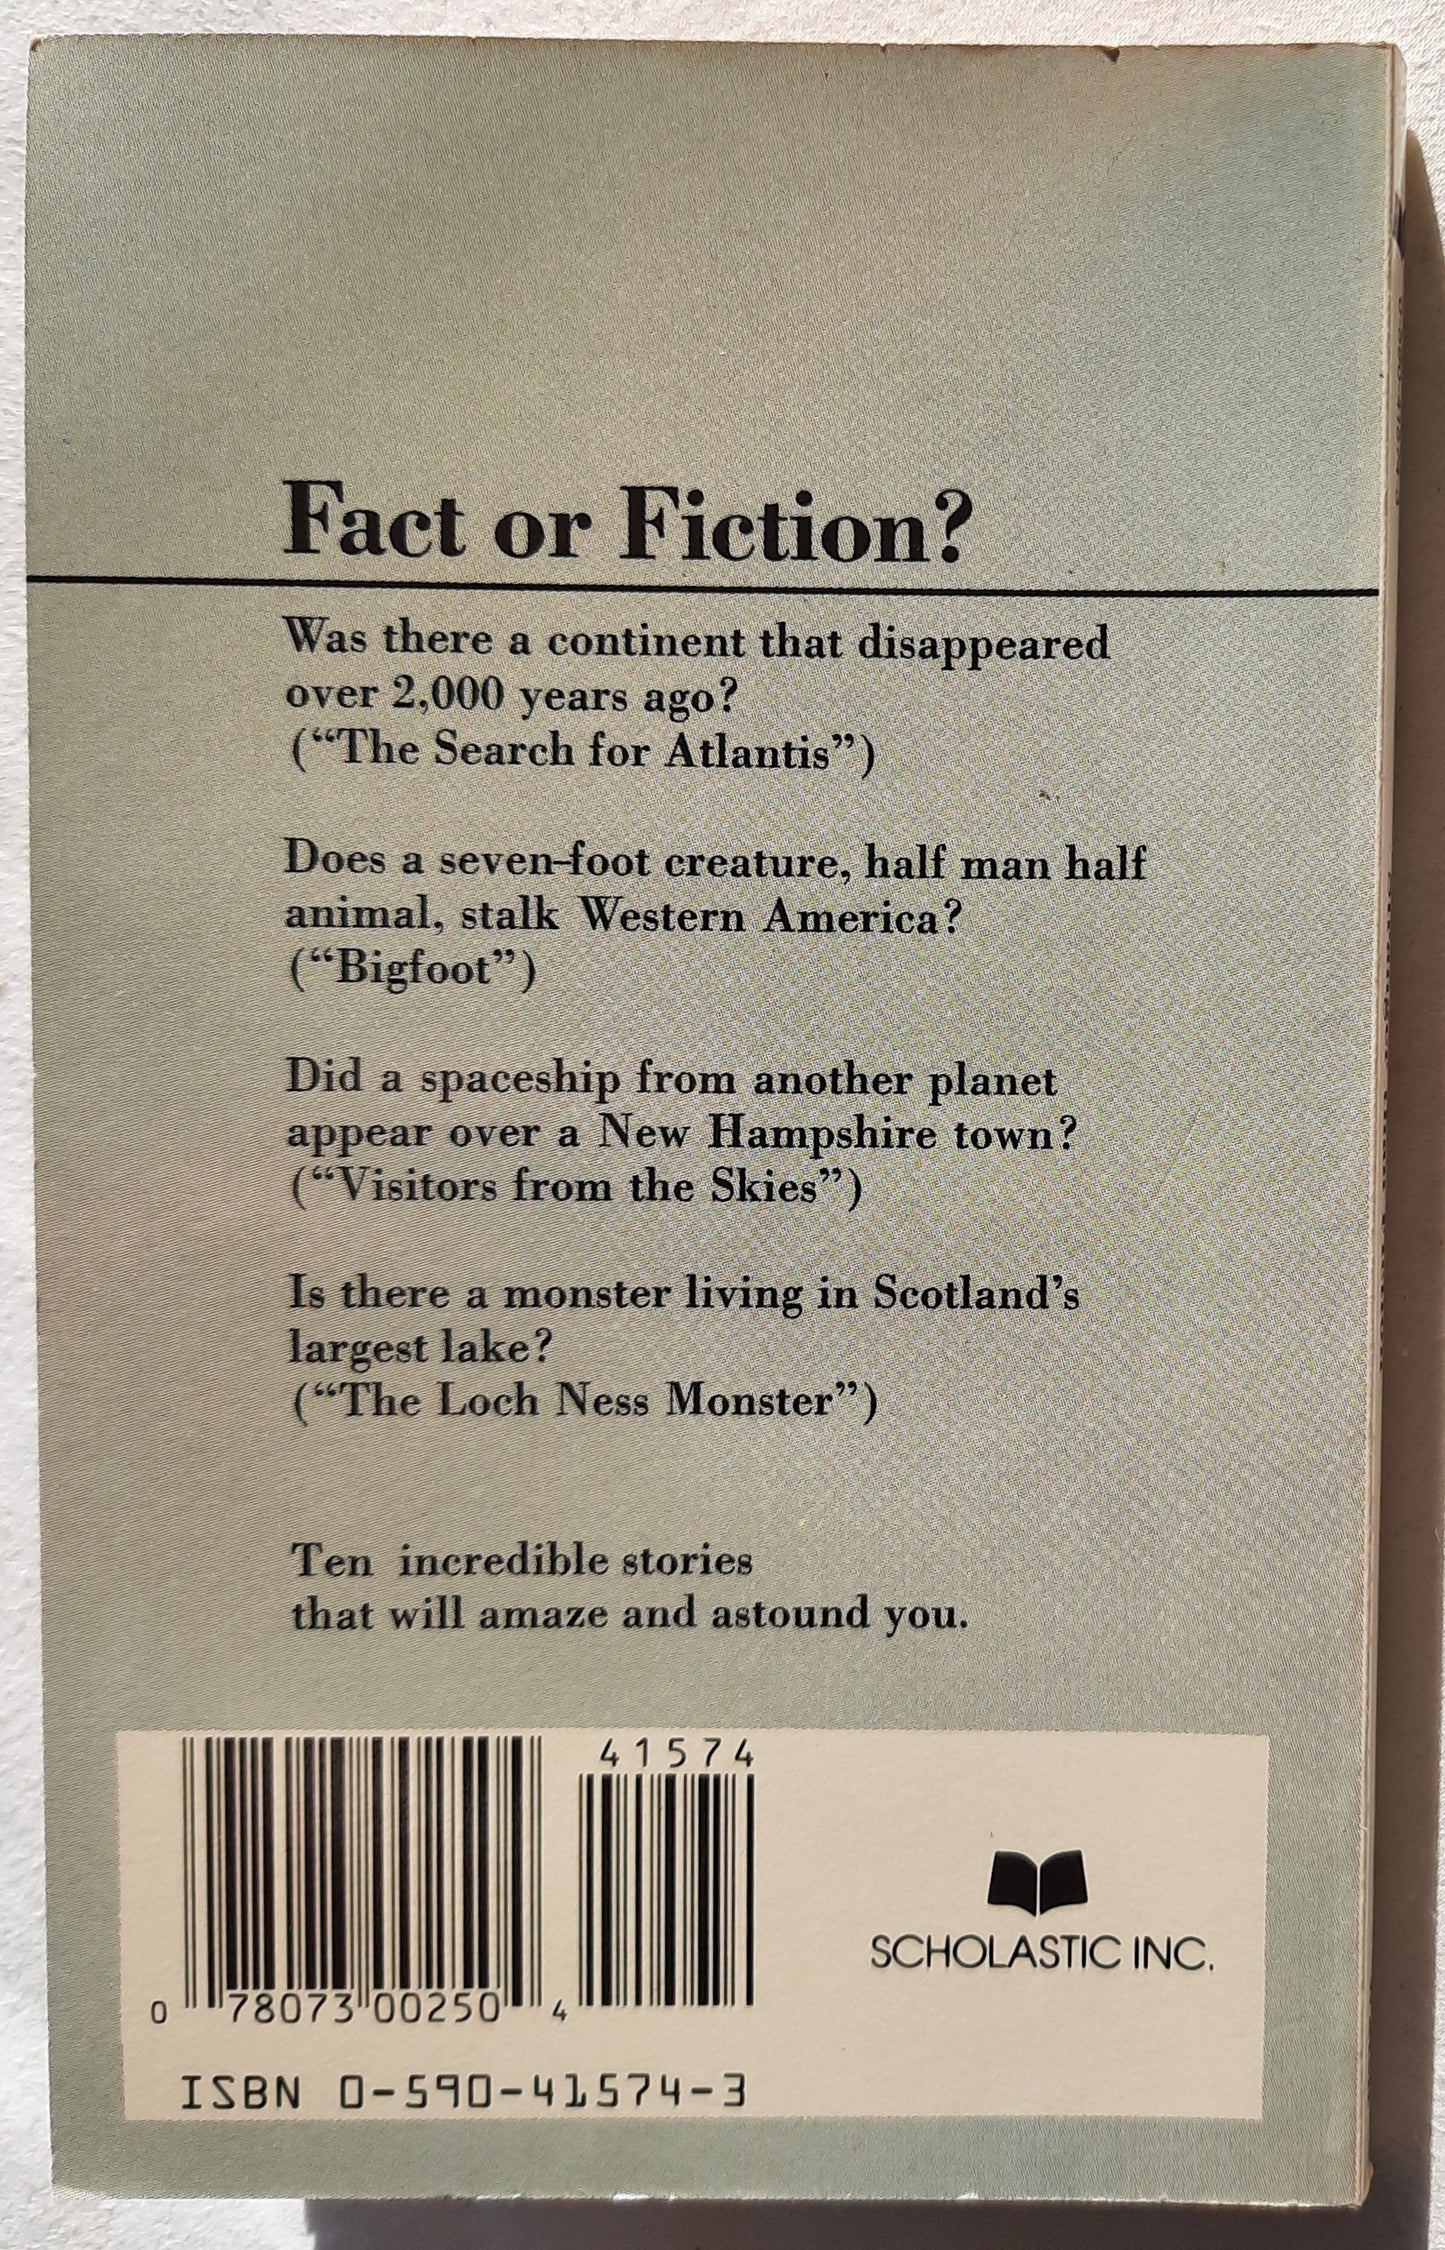 Fact or Fiction?
Was there a continent that disappeared
over 2,000 years ago?
(“The Search for Atlantis”)
Does a seven-foot creature, half man half
animal, stalk Western America?
(“Bigfoot”)
Did a spaceship from another planet
appear over a New Hampshire town?
(“Visitors from the Skies”)
Is there a monster living in Scotland’s
largest lake?
(“The Loch Ness Monster”)
Ten incredible stories
that will amaze and astound you.
41574
0 78073 00250 4
SCHOLASTIC INC.
ISBN 0-590-41574-3